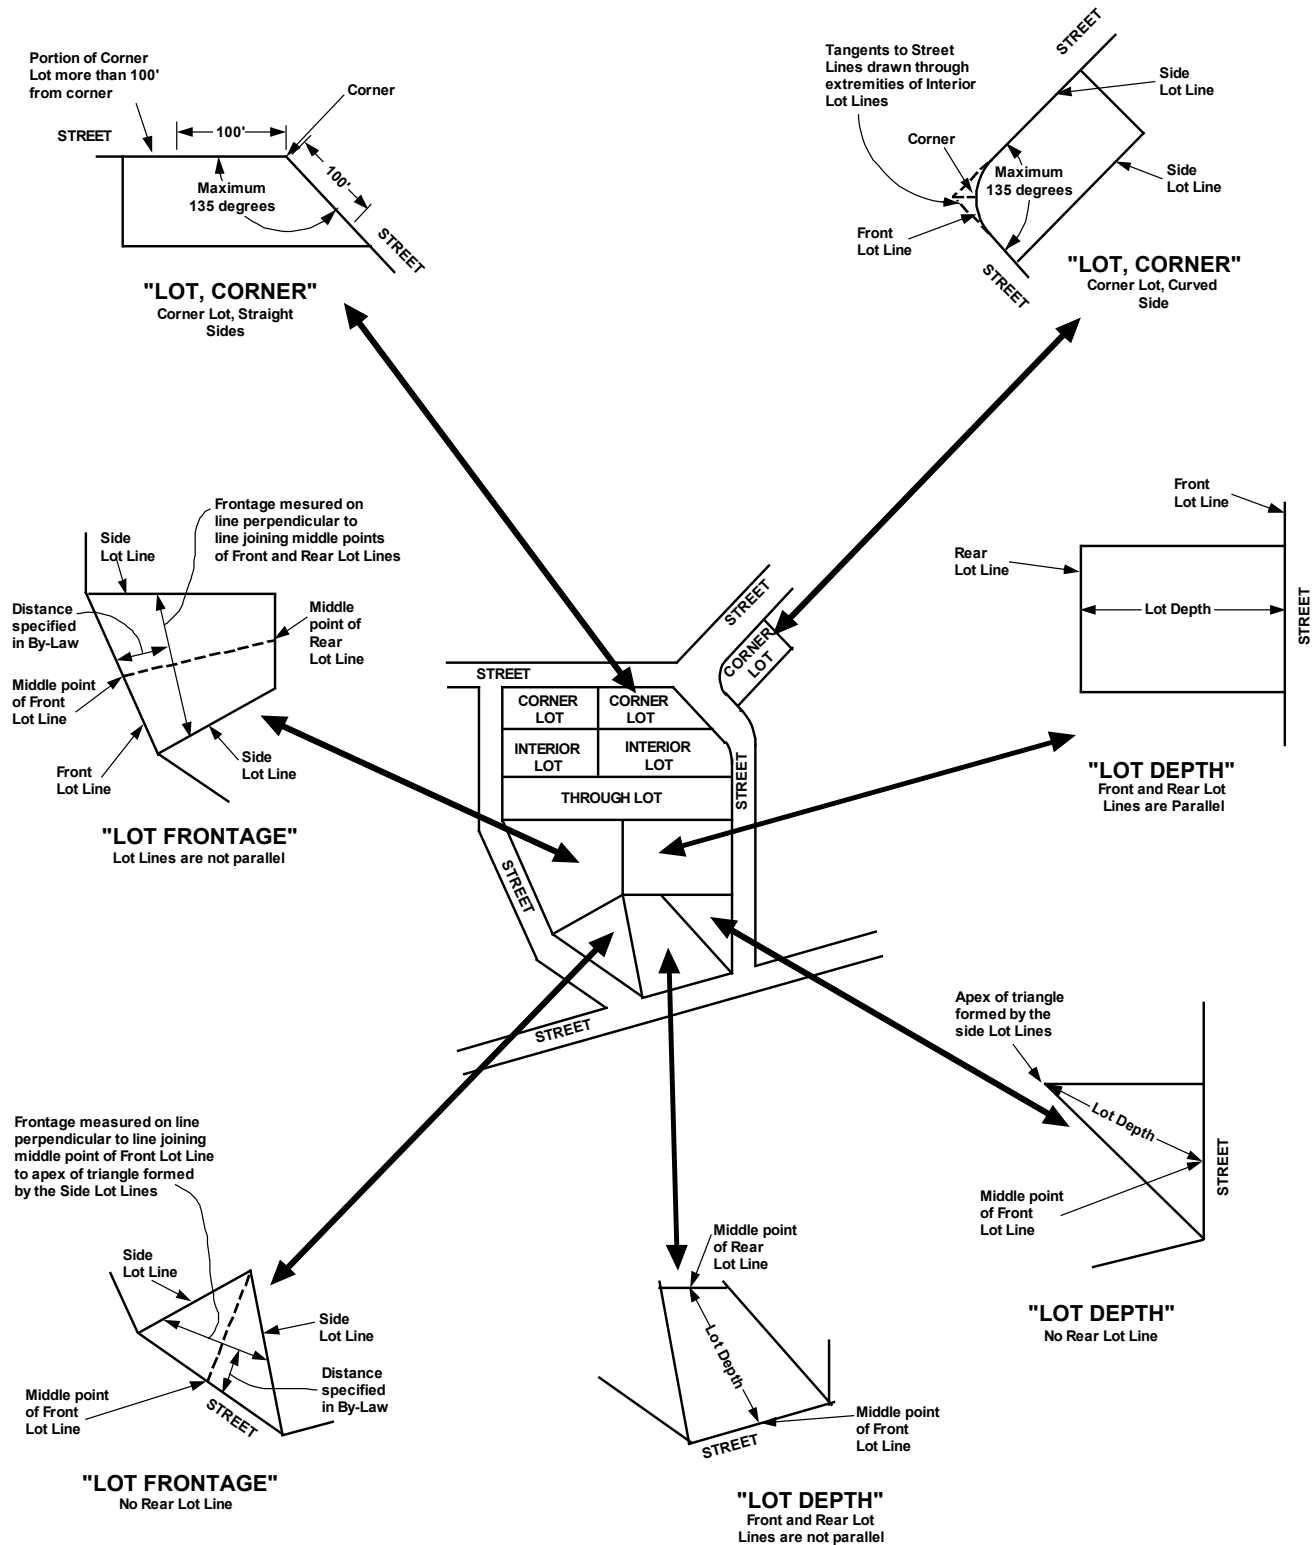 Portion of Corner
Lot more than 100'
from corner
Corner
STREET
100'
100'
Maximum
135 degrees
STREET
"LOT, CORNER"
Corner Lot, Straight
Sides
STREET
Tangents to Street
Lines drawn through
extremities of Interior
Lot Lines
Side
Lot Line
Corner
Maximum
135 degrees
Side
Lot Line
Front
Lot Line
STREET
"LOT, CORNER"
Corner Lot, Curved
Side
Frontage mesured on
line perpendicular to
line joining middle points
of Front and Rear Lot Lines
Side
Lot Line
Distance
specified
in By-Law
Middle
point of
Rear
Lot Line
Middle point
of Front
Lot Line
Side
Lot Line
Front
Lot Line
"LOT FRONTAGE"
Lot Lines are not parallel
Front
Lot Line
Rear
Lot Line
Lot Depth
STREET
"LOT DEPTH"
Front and Rear Lot
Lines are Parallel
STREET
STREET
CORNER
LOT
CORNER
LOT
CORNER
LOT
INTERIOR
LOT
INTERIOR
LOT
STREET
THROUGH LOT
STREET
STREET
Apex of triangle
formed by the
side Lot Lines
Lot Depth
STREET
Middle point
of Front
Lot Line
"LOT DEPTH"
No Rear Lot Line
Frontage measured on line
perpendicular to line joining
middle point of Front Lot Line
to apex of triangle formed
by the Side Lot Lines
Side
Lot Line
Side
Lot Line
Distance
specified
in By-Law
Middle point
of Front
Lot Line
STREET
"LOT FRONTAGE"
No Rear Lot Line
Middle point
of Rear
Lot Line
Lot Depth
Middle point
of Front
Lot Line
STREET
"LOT DEPTH"
Front and Rear Lot
Lines are not parallel